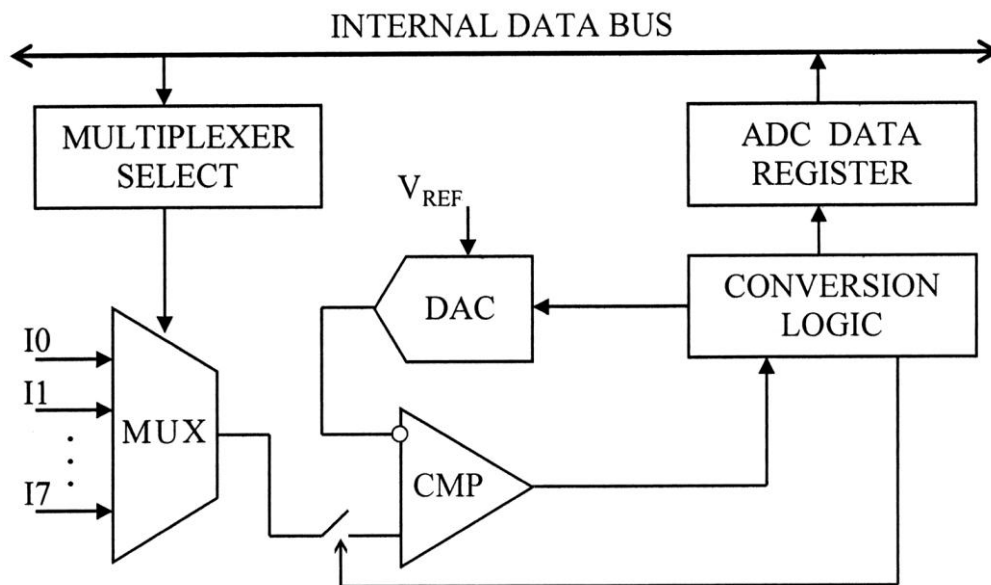 INTERNAL DATA BUS
MULTIPLEXER
SELECT
ADC DATA
REGISTER
VREF
DAC
CONVERSION
LOGIC
I0
I1
I7
MUX
CMP